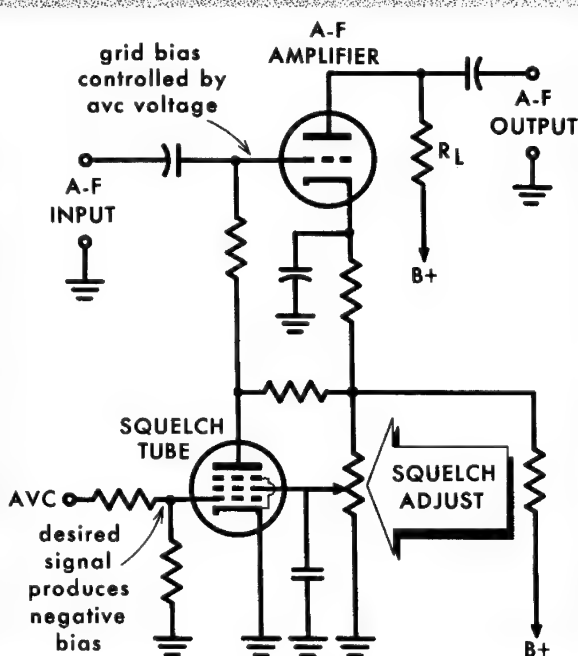 A-F
AMPLIFIER
grid bias
controlled by
avc voltage
A-F
INPUT
A-F
OUTPUT
RL
B+
SQUELCH
TUBE
SQUELCH
ADJUST
AVC
desired
signal
produces
negative
bias
B+